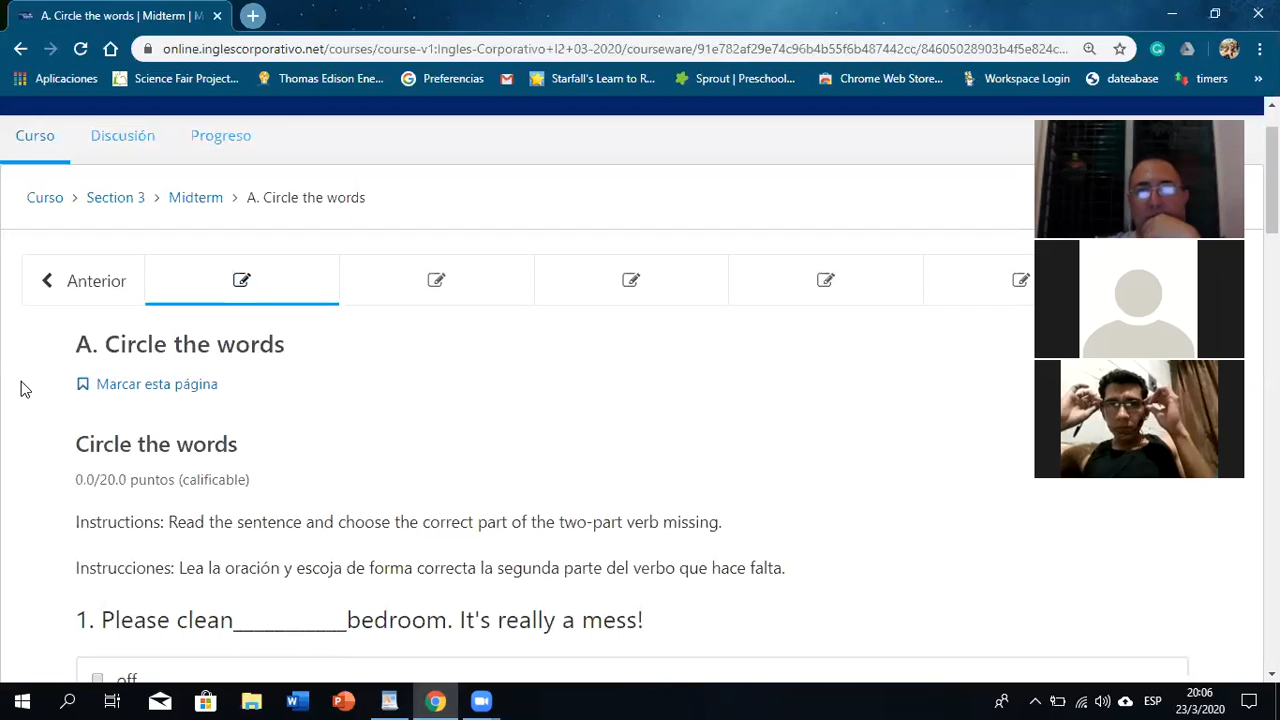 A. Circle the words | Midterm | M
online.inglescorporativo.net/courses/course-v1:Ingles-Corporativo+I2+03-2020/courseware/91e782af29e74c96b4b55f6b487442cc/84605028903b4f5e824c...
Aplicaciones Science Fair Project... Thomas Edison Ene... Preferencias Starfall's Learn to R... Sprout | Preschool... Chrome Web Store... Workspace Login dateabase timers »
Curso Discusión Progreso
Curso > Section 3 > Midterm > A. Circle the words
Anterior
A. Circle the words
Marcar esta página
Circle the words
0.0/20.0 puntos (calificable)
Instructions: Read the sentence and choose the correct part of the two-part verb missing.
Instrucciones: Lea la oración y escoja de forma correcta la segunda parte del verbo que hace falta.
1. Please clean___________bedroom. It's really a mess!
off
ESP
20:06
23/3/2020